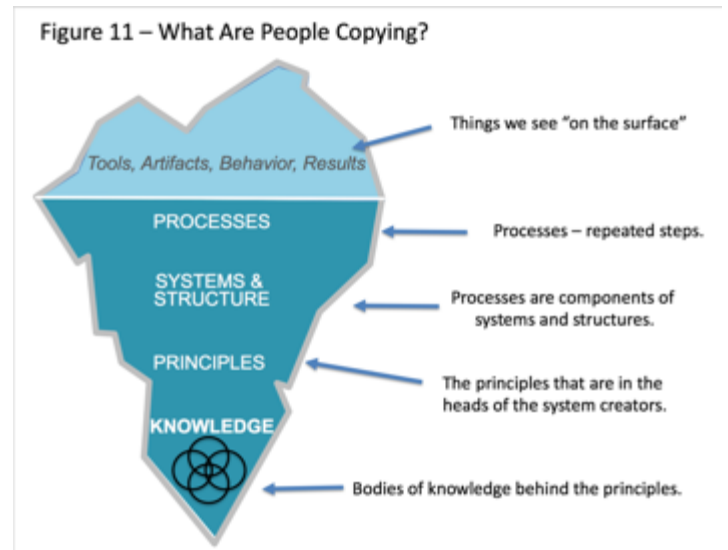 Figure 11 – What Are People Copying?
Things we see “on the surface”
Tools, Artifacts, Behavior, Results
PROCESSES
Processes – repeated steps.
SYSTEMS &
STRUCTURE
Processes are components of
systems and structures.
PRINCIPLES
The principles that are in the
heads of the system creators.
KNOWLEDGE
Bodies of knowledge behind the principles.